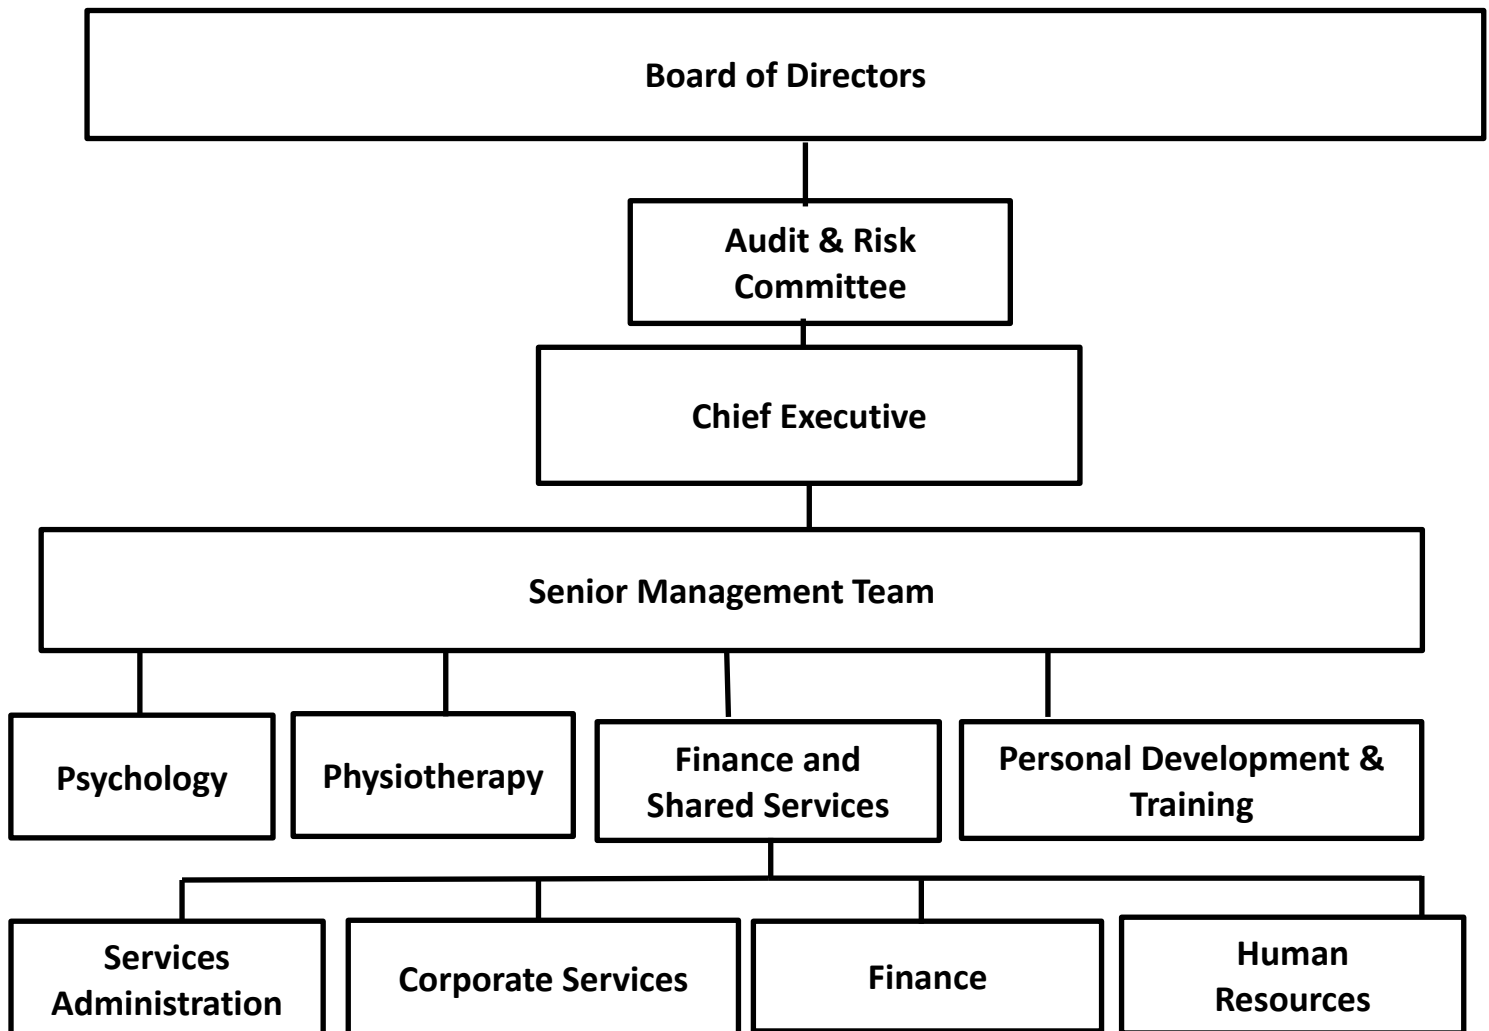 Board of Directors
Audit & Risk
Committee
Chief Executive
Senior Management Team
Psychology
Physiotherapy
Finance and
Shared Services
Personal Development &
Training
Services
Administration
Corporate Services
Finance
Human
Resources